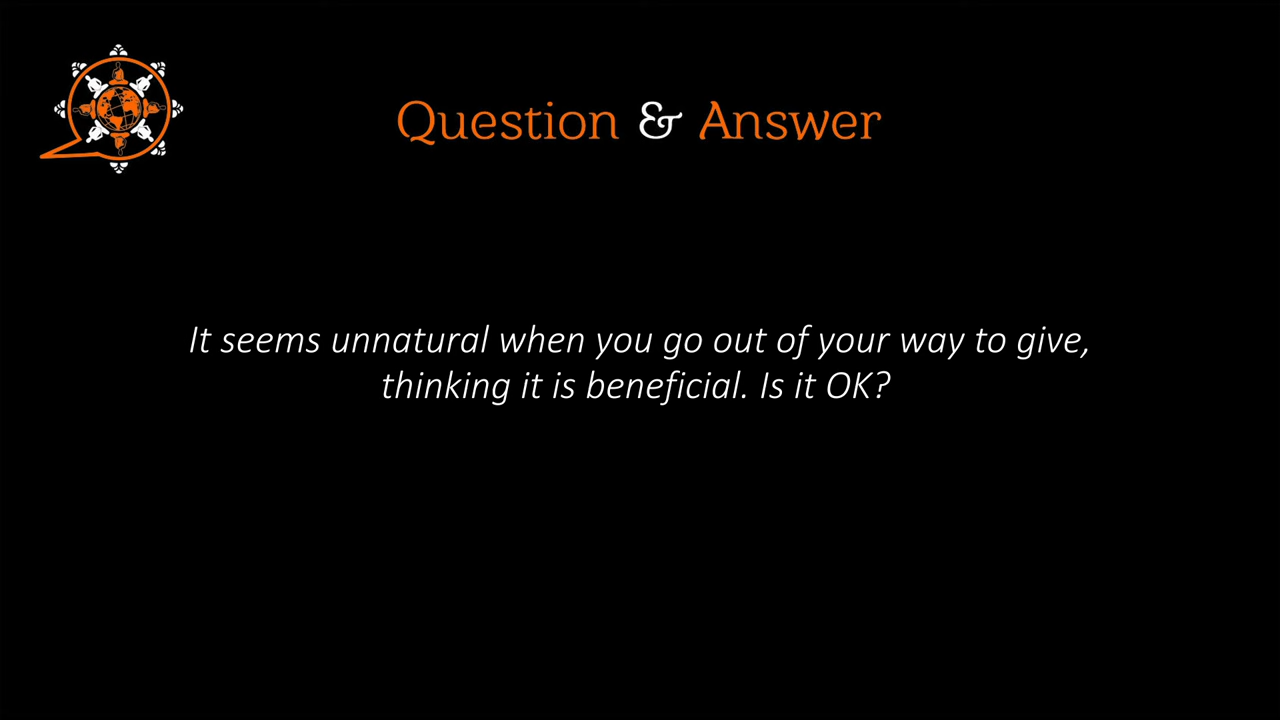 Question & Answer
It seems unnatural when you go out of your way to give,
thinking it is beneficial. Is it OK?